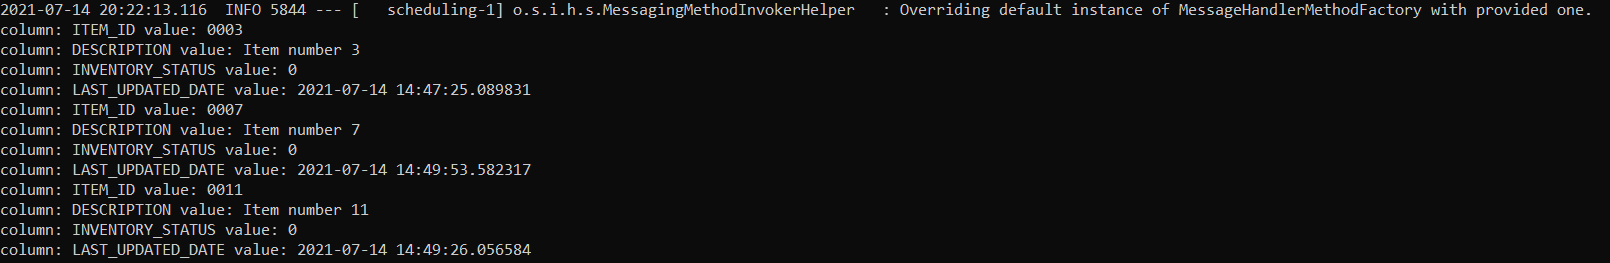 2021-07-14 20:22:13.116  INFO 5844 --- [   scheduling-1] o.s.i.h.s.MessagingMethodInvokerHelper   : Overriding default instance of MessageHandlerMethodFactory with provided one.
column: ITEM_ID value: 0003
column: DESCRIPTION value: Item number 3
column: INVENTORY_STATUS value: 0
column: LAST_UPDATED_DATE value: 2021-07-14 14:47:25.089831
column: ITEM_ID value: 0007
column: DESCRIPTION value: Item number 7
column: INVENTORY_STATUS value: 0
column: LAST_UPDATED_DATE value: 2021-07-14 14:49:53.582317
column: ITEM_ID value: 0011
column: DESCRIPTION value: Item number 11
column: INVENTORY_STATUS value: 0
column: LAST_UPDATED_DATE value: 2021-07-14 14:49:26.056584